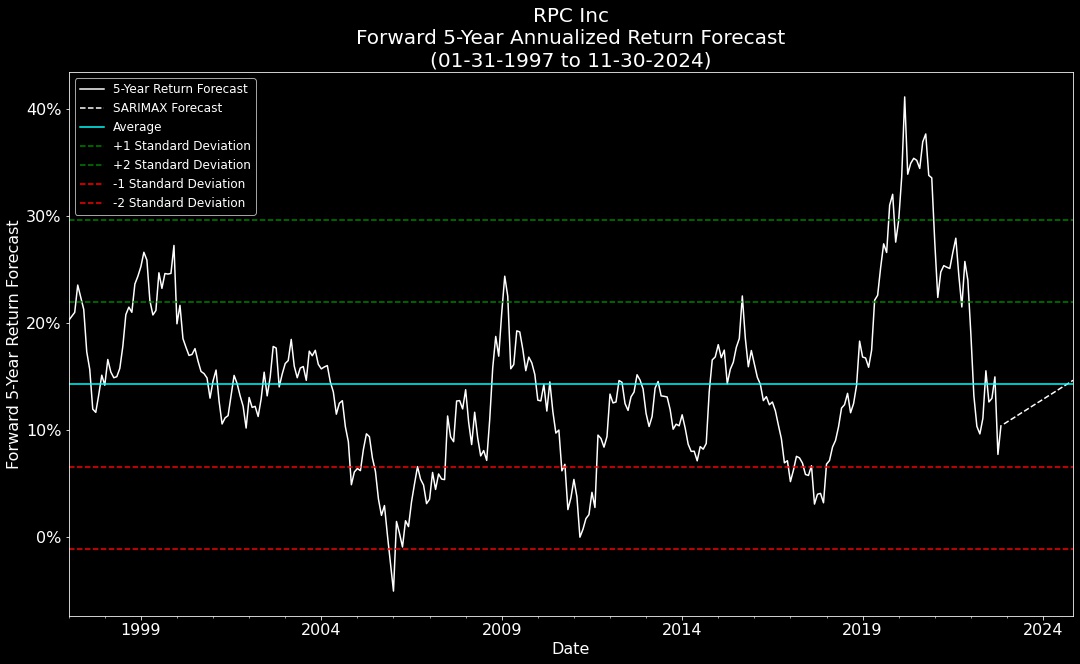 RPC Inc
Forward 5-Year Annualized Return Forecast
(01-31-1997 to 11-30-2024)
5-Year Return Forecast
SARIMAX Forecast
Average
+1 Standard Deviation
+2 Standard Deviation
-1 Standard Deviation
-2 Standard Deviation
Forward 5-Year Return Forecast
40%
30%
20%
10%
0%
1999
2004
2009
2014
2019
2024
Date